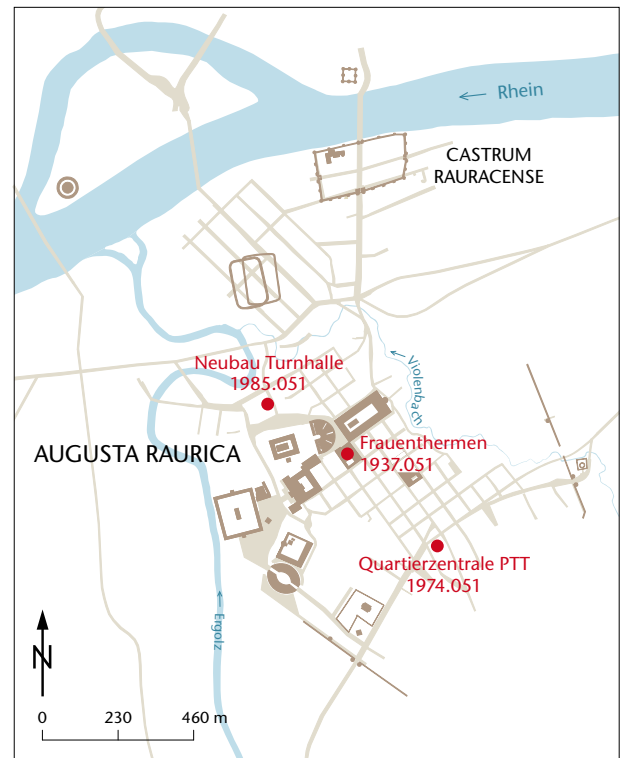 Rhein
CASTRUM
RAURACENSE
Neubau Turnhalle
1985.051
Violenbach
AUGUSTA RAURICA
Frauenthermen
1937.051
Quartierzentrale PTT
1974.051
Ergolz
N
0 230 460 m